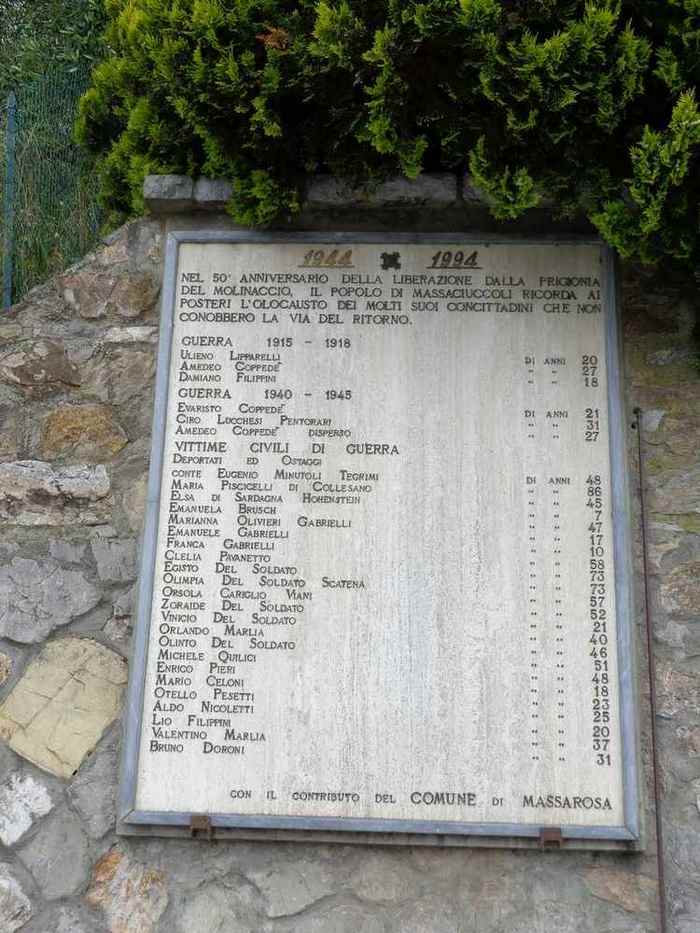 1944 1994
NEL 50° ANNIVERSARIO DELLA LIBERAZIONE DALLA PRIGIONIA
DEL MOLINACCIO, IL POPOLO DI MASSACIUCCOLI RICORDA AI
POSTERI L'OLOCAUSTO DEI MOLTI SUOI CONCITTADINI CHE NON
CONOBBERO LA VIA DEL RITORNO.
GUERRA 1915 - 1918
ULIENO LIPPARELLI DI ANNI 20
AMEDEO COPPEDE' " " 27
DAMIANO FILIPPINI " " 18
GUERRA 1940 - 1945
EVARISTO COPPEDE' DI ANNI 21
CIRO LUCCHESI PENTORARI " " 31
AMEDEO COPPEDE' DISPERSO " " 27
VITTIME CIVILI DI GUERRA
DEPORTATI ED OSTAGGI
CONTE EUGENIO MINUTOLI TEGRIMI DI ANNI 48
MARIA PISCICELLI DI COLLESANO " " 86
ELSA DI SARDAGNA HOHENSTEIN " " 45
EMANUELA BRUSCH " " 7
MARIANNA OLIVIERI GABRIELLI " " 47
EMANUELE GABRIELLI " " 17
FRANCA GABRIELLI " " 10
CLELIA PAVANETTO " " 58
EGISTO DEL SOLDATO " " 73
OLIMPIA DEL SOLDATO SCATENA " " 73
ORSOLA CARIGLIO VIANI " " 57
ZORAIDE DEL SOLDATO " " 52
VINICIO DEL SOLDATO " " 21
ORLANDO MARLIA " " 40
OLINTO DEL SOLDATO " " 46
MICHELE QUILICI " " 51
ENRICO PIERI " " 48
MARIO CELONI " " 18
OTELLO PESETTI " " 23
ALDO NICOLETTI " " 25
LIO FILIPPINI " " 20
VALENTINO MARLIA " " 37
BRUNO DORONI " " 31
CON IL CONTRIBUTO DEL COMUNE DI MASSAROSA